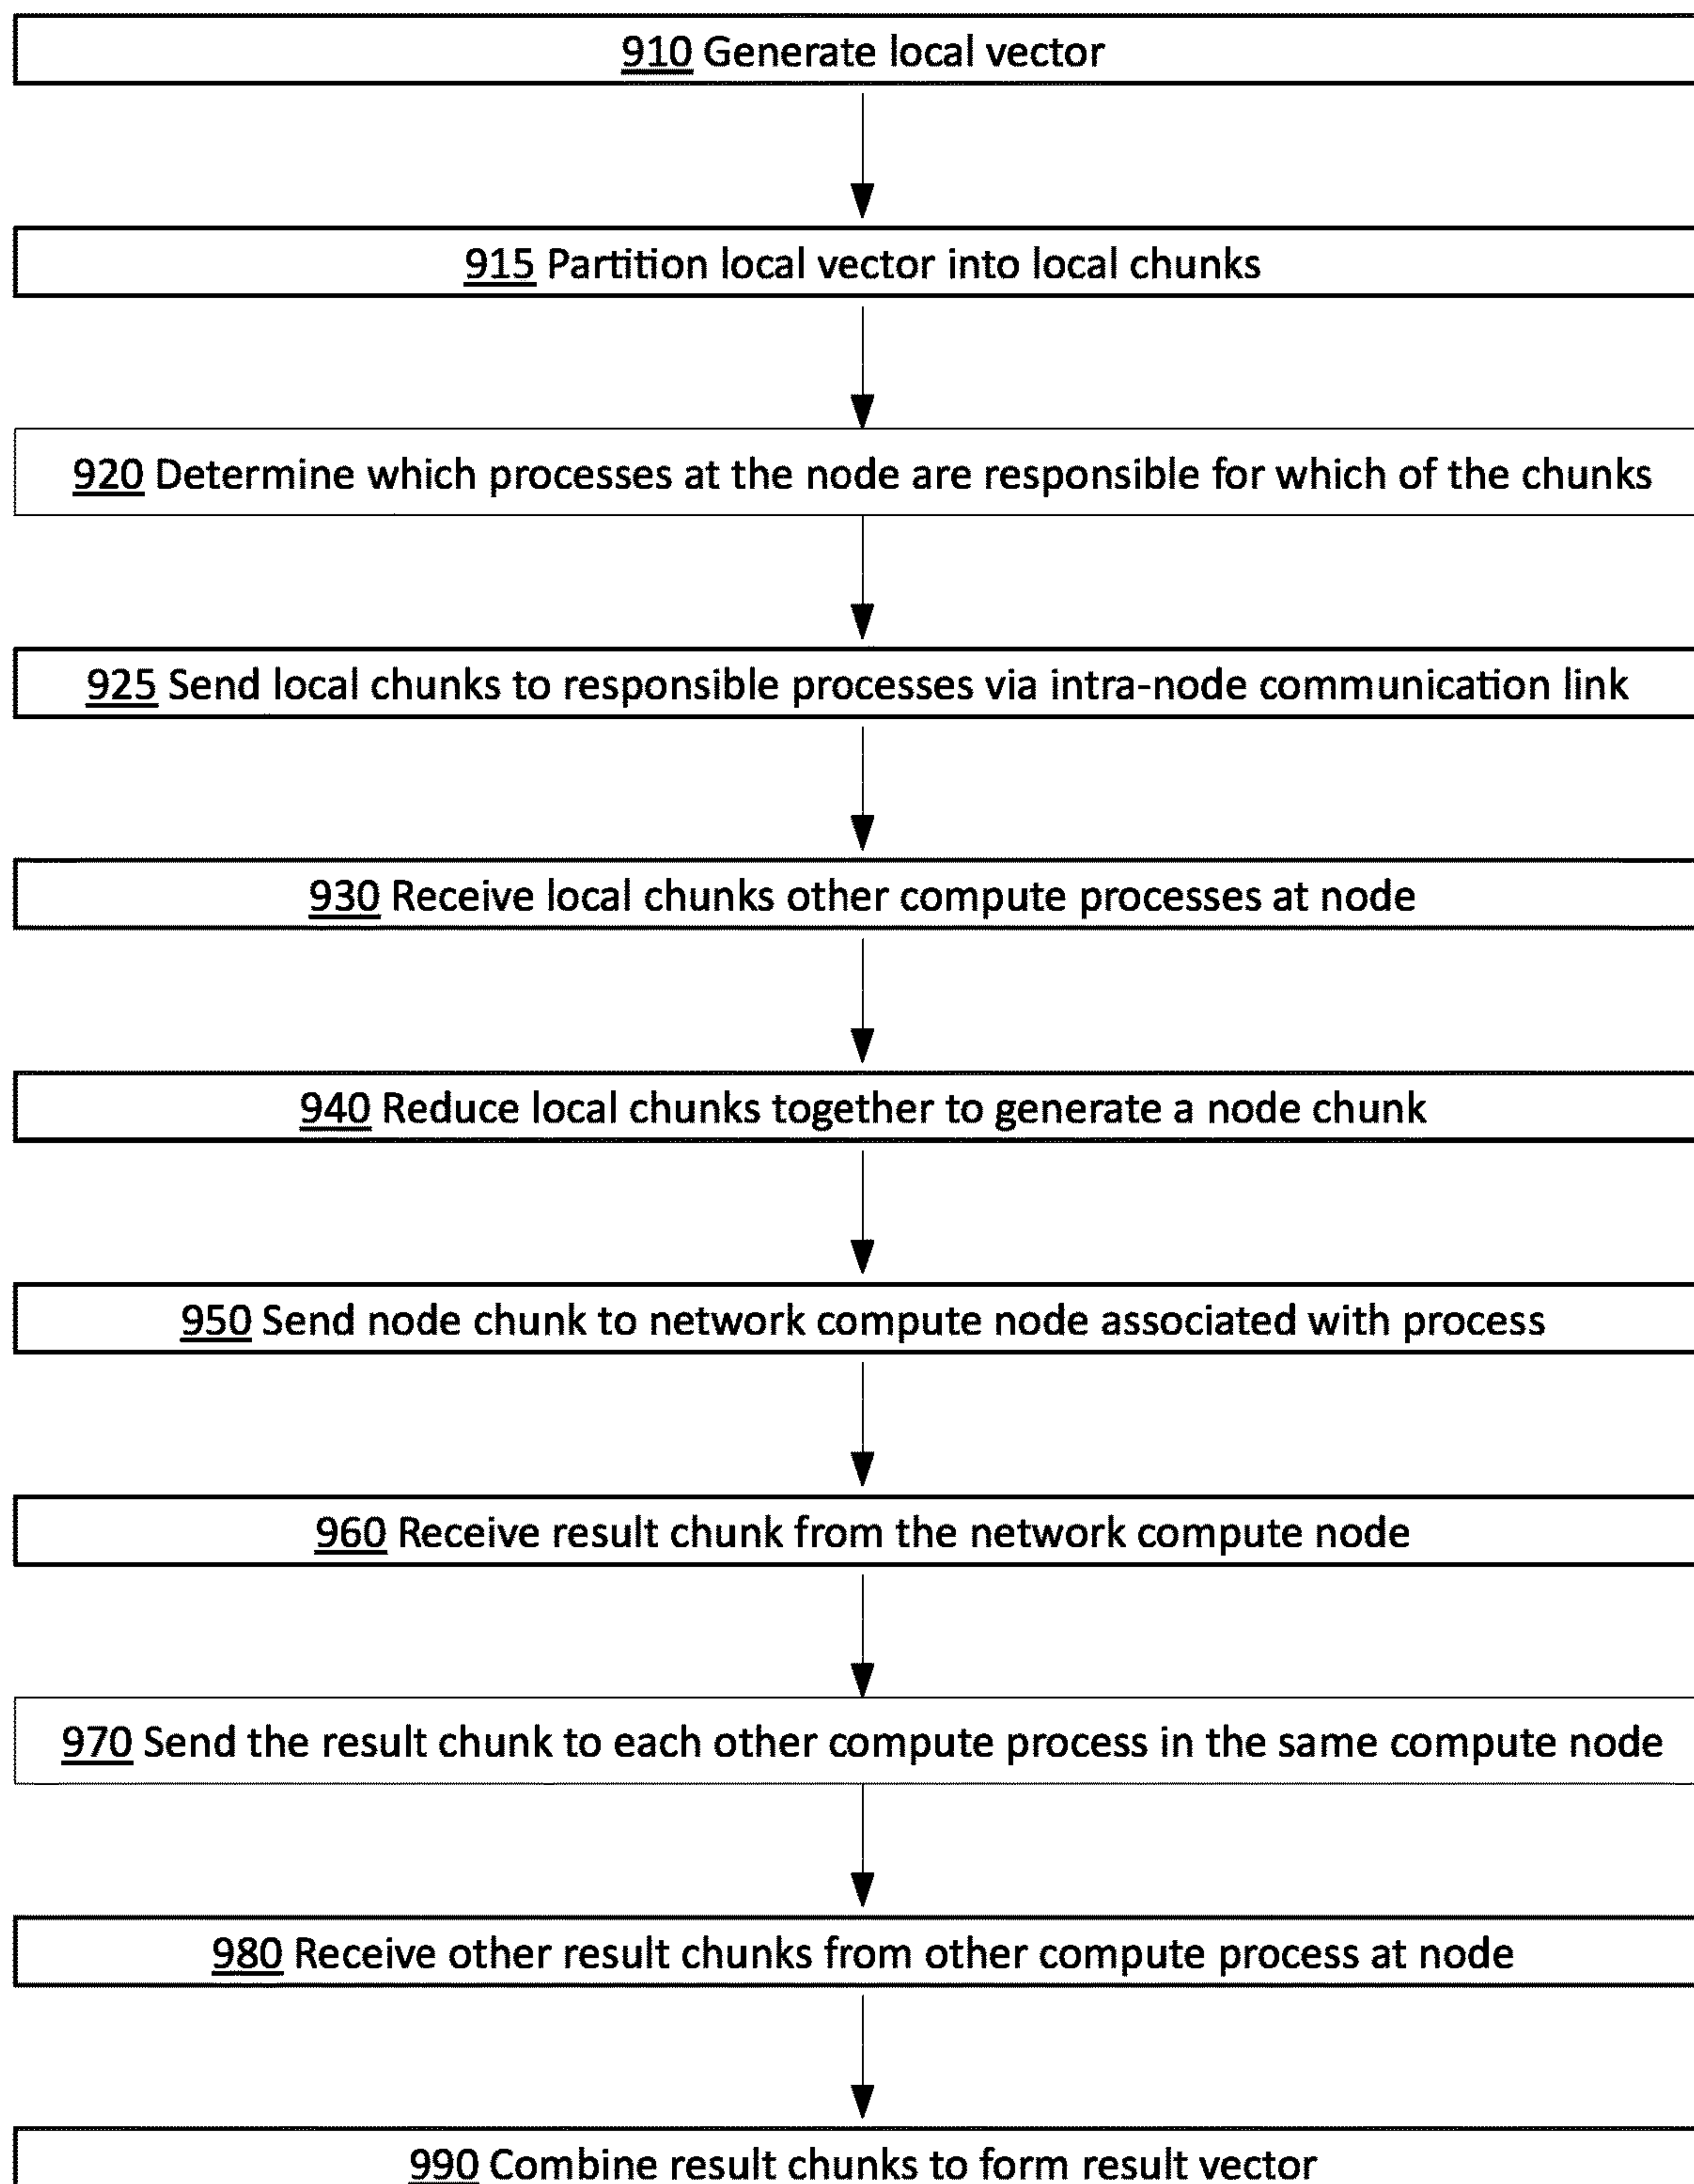 910 Generate local vector
915 Partition local vector into local chunks
920 Determine which processes at the node are responsible for which of the chunks
925 Send local chunks to responsible processes via intra-node communication link
930 Receive local chunks other compute processes at node
940 Reduce local chunks together to generate a node chunk
950 Send node chunk to network compute node associated with process
960 Receive result chunk from the network compute node
970 Send the result chunk to each other compute process in the same compute node
980 Receive other result chunks from other compute process at node
990 Combine result chunks to form result vector